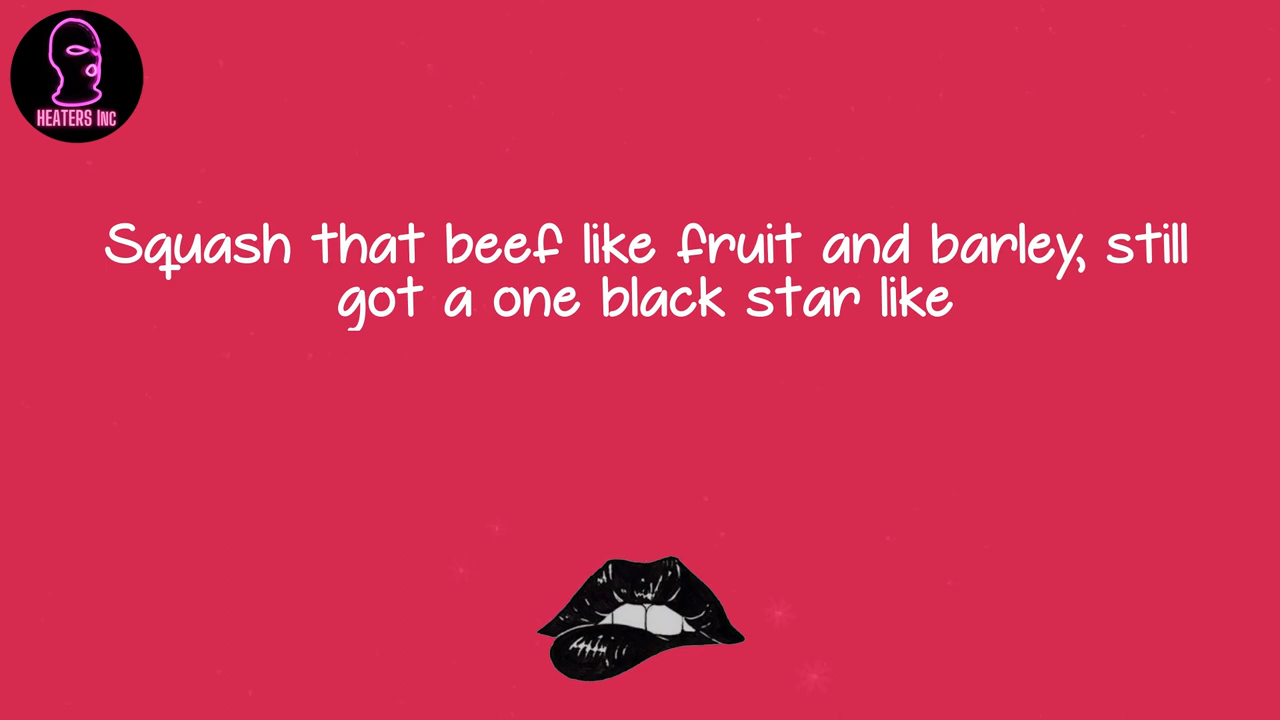 HEATERS INC
Squash that beef like fruit and barley, still
got a one black star like